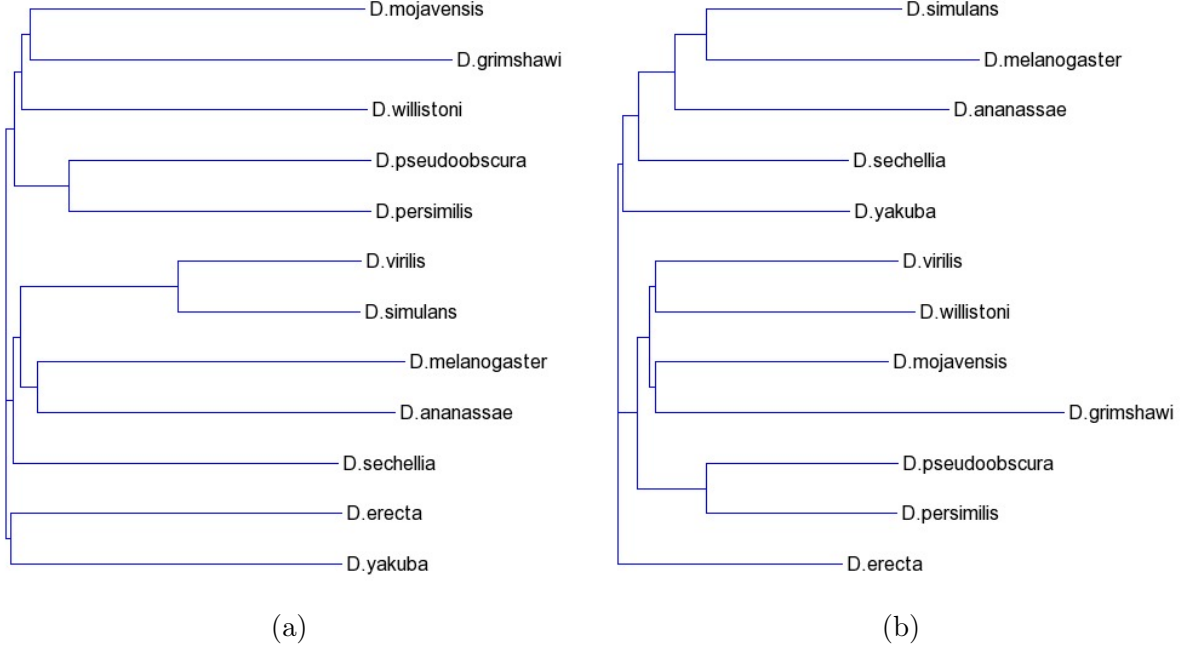 D.mojavensis
D.grimshawi
D.willistoni
D.pseudoobscura
D.persimilis
D.virilis
D.simulans
D.melanogaster
D.ananassae
D.sechellia
D.erecta
D.yakuba
(a)
D.simulans
D.melanogaster
D.ananassae
D.sechellia
D.yakuba
D.virilis
D.willistoni
D.mojavensis
D.grimshawi
D.pseudoobscura
D.persimilis
D.erecta
(b)